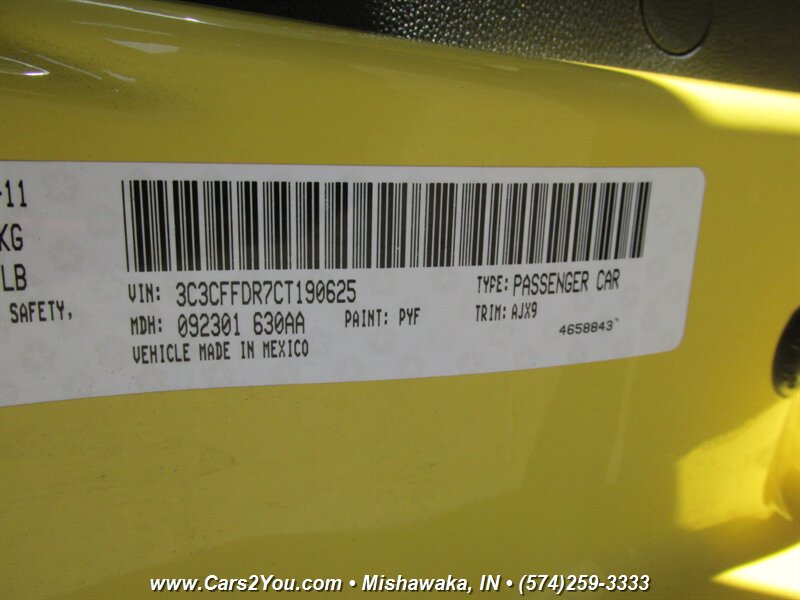 -11
KG
LB
SAFETY,
VIN: 3C3CFFDR7CT190625 TYPE: PASSENGER CAR
MDH: 092301 630AA PAINT: PYF TRIM: AJX9
VEHICLE MADE IN MEXICO 4658843
www.Cars2You.com • Mishawaka, IN • (574)259-3333